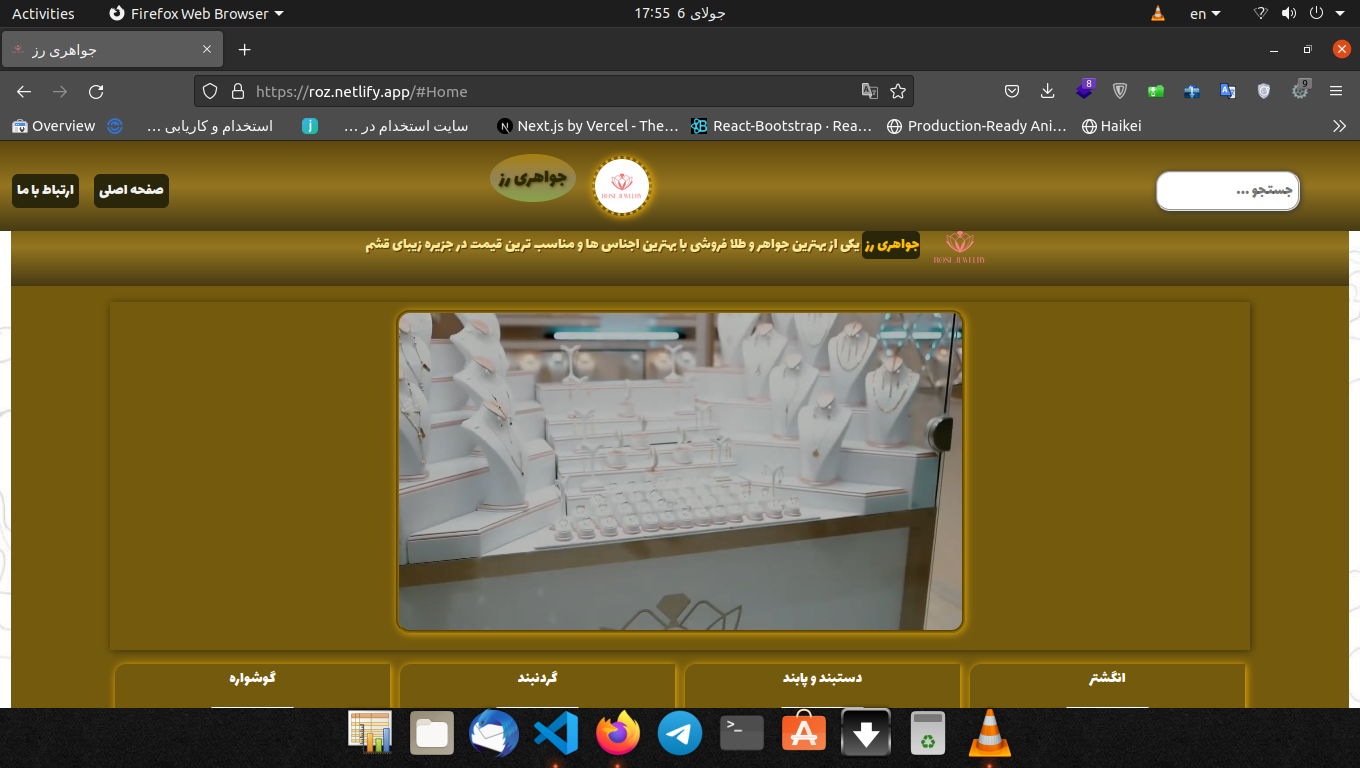 Activities
Firefox Web Browser
17:55 6 جولای
en
جواهری رز
https://roz.netlify.app/#Home
8
9
Overview
استخدام و کاریابی ...
سایت استخدام در ...
Next.js by Vercel - The…
React-Bootstrap · Rea…
Production-Ready Ani…
Haikei
جستجو ...
ROSE JEWELRY
جواهری رز
صفحه اصلی
ارتباط با ما
ROSE JEWELRY
جواهری رز یکی از بهترین جواهر و طلا فروشی با بهترین اجناس ها و مناسب ترین قیمت در جزیره زیبای قشم
انگشتر
دستبند و پابند
گردنبند
گوشواره